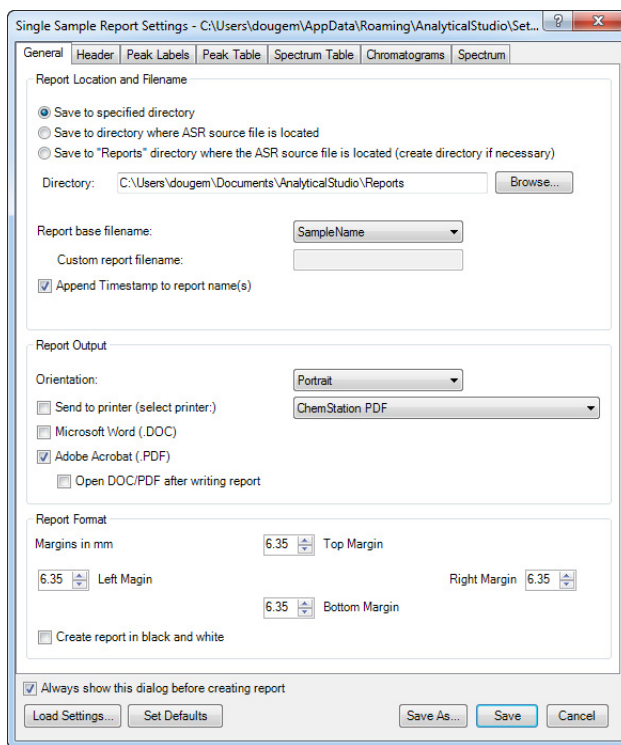 Single Sample Report Settings - C:\Users\dougem\AppData\Roaming\AnalyticalStudio\Set...
General Header Peak Labels Peak Table Spectrum Table Chromatograms Spectrum
Report Location and Filename
Save to specified directory
Save to directory where ASR source file is located
Save to "Reports" directory where the ASR source file is located (create directory if necessary)
Directory: C:\Users\dougem\Documents\AnalyticalStudio\Reports Browse...
Report base filename: SampleName
Custom report filename:
Append Timestamp to report name(s)
Report Output
Orientation: Portrait
Send to printer (select printer:) ChemStation PDF
Microsoft Word (.DOC)
Adobe Acrobat (.PDF)
Open DOC/PDF after writing report
Report Format
Margins in mm 6.35 Top Margin
6.35 Left Magin Right Margin 6.35
6.35 Bottom Margin
Create report in black and white
Always show this dialog before creating report
Load Settings... Set Defaults Save As... Save Cancel